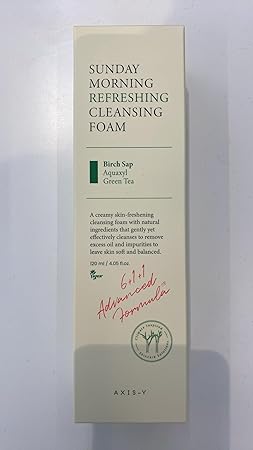 SUNDAY
MORNING
REFRESHING
CLEANSING
FOAM
Birch Sap
Aquaxyl
Green Tea
A creamy skin-freshening
cleansing foam with natural
ingredients that gently yet
effectively cleanses to remove
excess oil and impurities to
leave skin soft and balanced.
120 ml / 4.05 fl.oz.
Vegan
6+1+1
Advanced
Formula
AXIS-Y